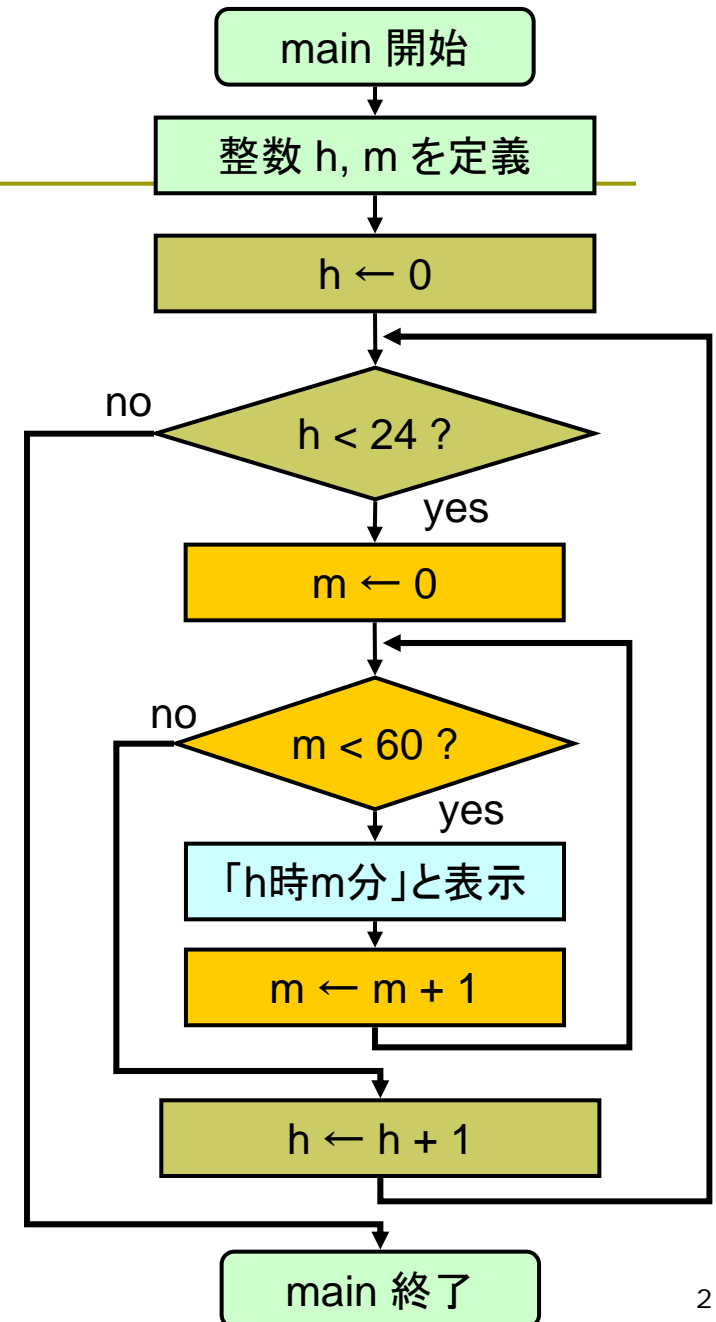 main 開始
整数 h, m を定義
h ← 0
h < 24 ?
no
yes
m ← 0
m < 60 ?
no
yes
「h時m分」と表示
m ← m + 1
h ← h + 1
main 終了
2